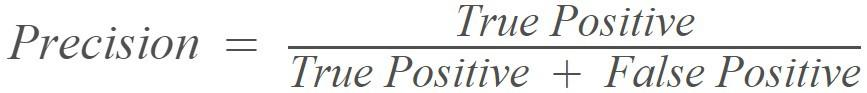 True Positive
Precision =
True Positive + False Positive